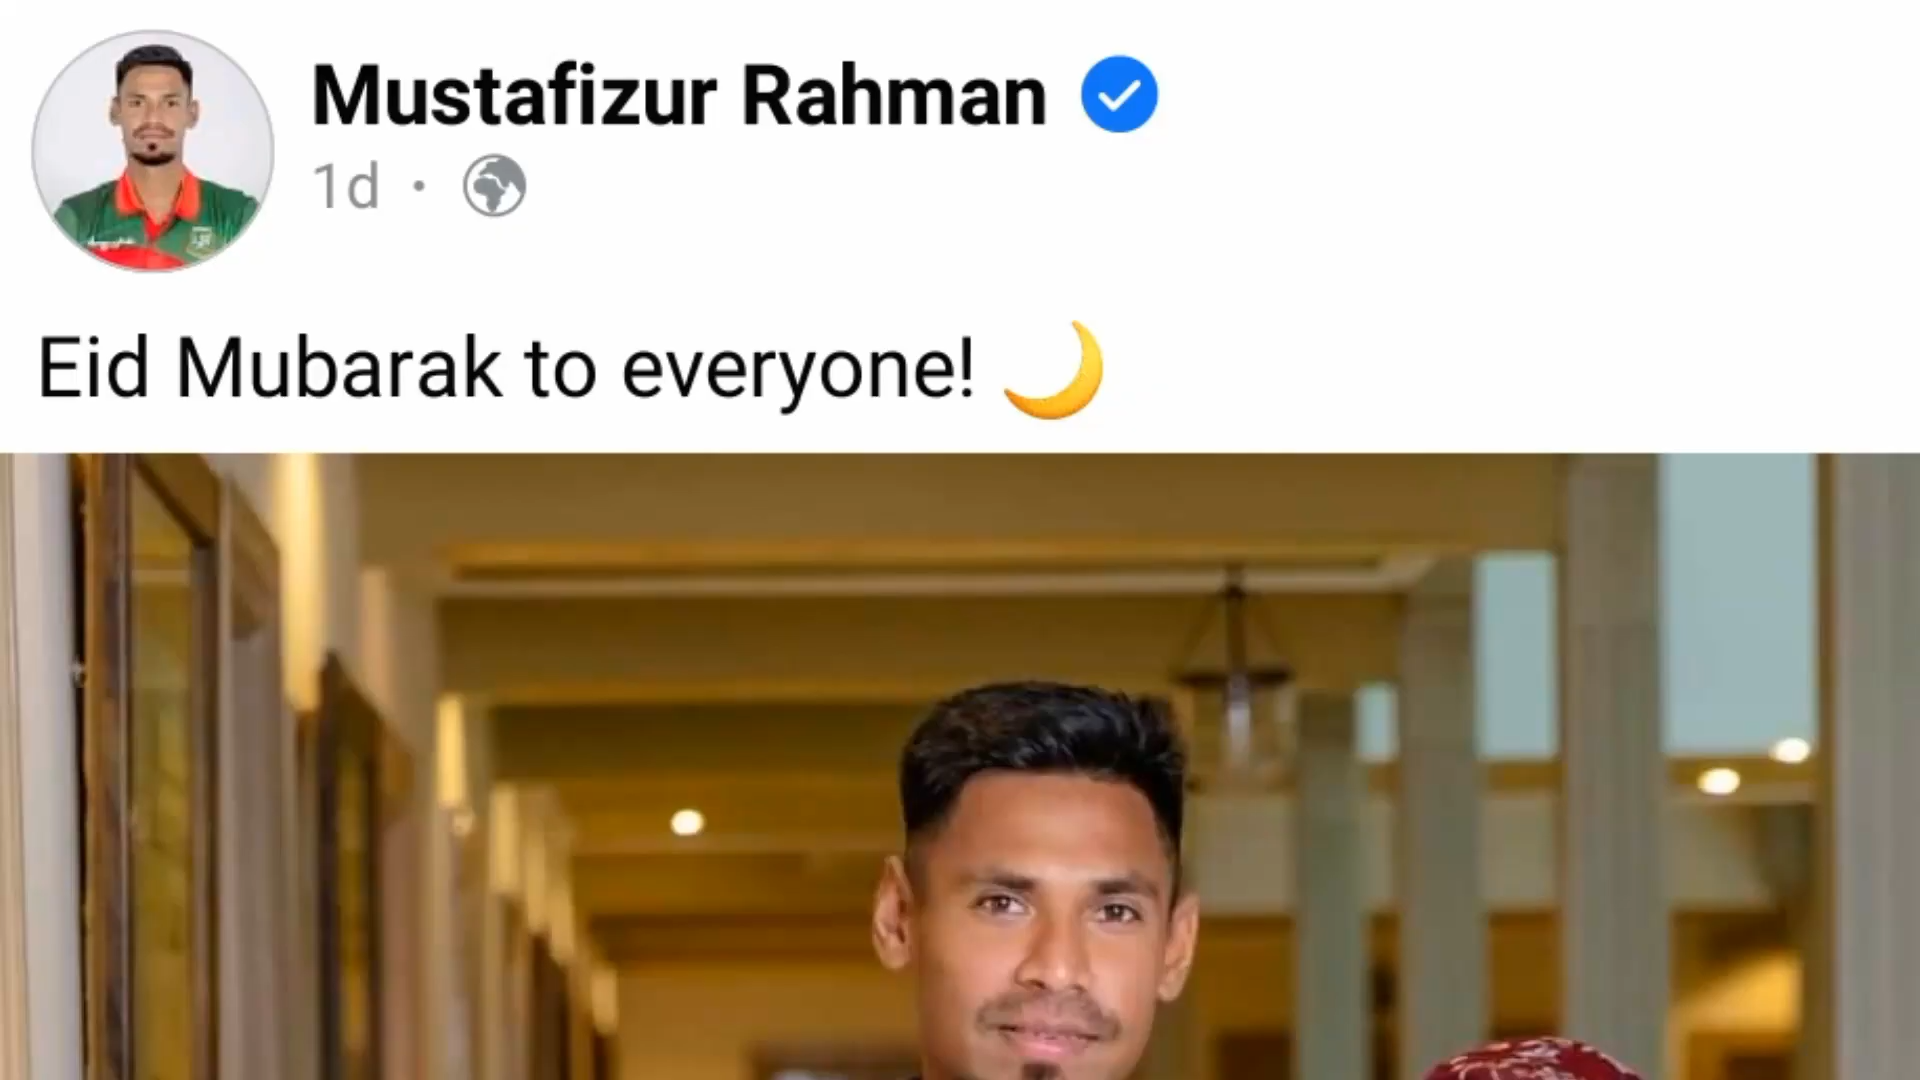 Mustafizur Rahman
1d ·
Eid Mubarak to everyone! 🌙